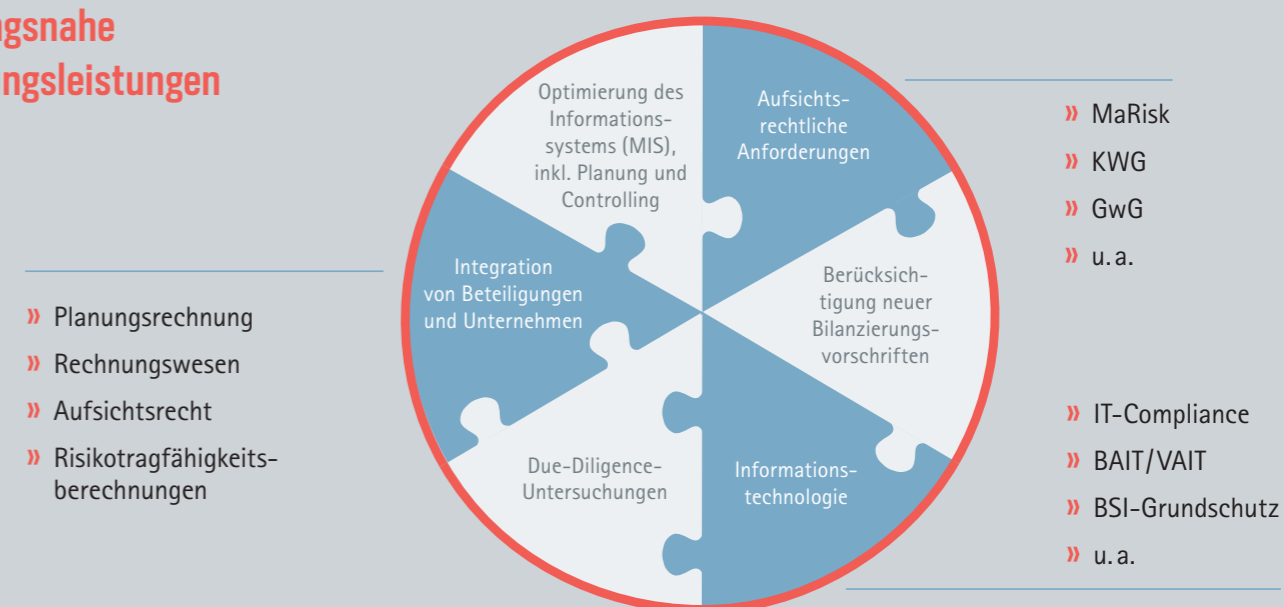 ngsnahe
ngsleistungen
Optimierung des
Informations-
systems (MIS),
inkl. Planung und
Controlling
Aufsichts-
rechtliche
Anforderungen
Integration
von Beteiligungen
und Unternehmen
Berücksich-
tigung neuer
Bilanzierungs-
vorschriften
Due-Diligence-
Untersuchungen
Informations-
technologie
» Planungsrechnung
» Rechnungswesen
» Aufsichtsrecht
» Risikotragfähigkeits-
berechnungen
» MaRisk
» KWG
» GwG
» u. a.
» IT-Compliance
» BAIT/VAIT
» BSI-Grundschutz
» u. a.